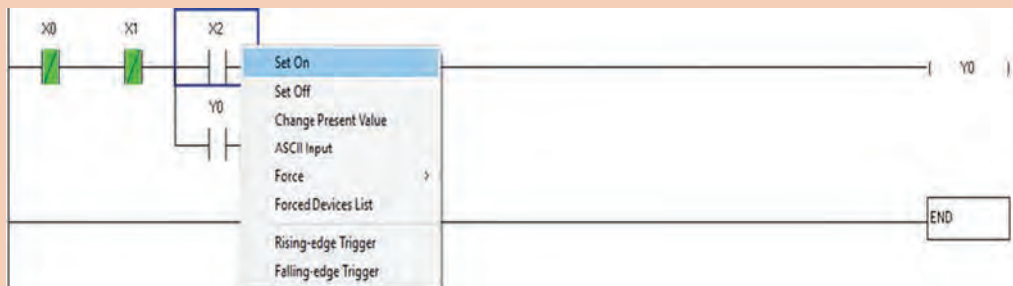 X0 X1 X2
Set On
( Y0 )
Set Off
Y0
Change Present Value
ASCII Input
Force >
Forced Devices List
END
Rising-edge Trigger
Falling-edge Trigger